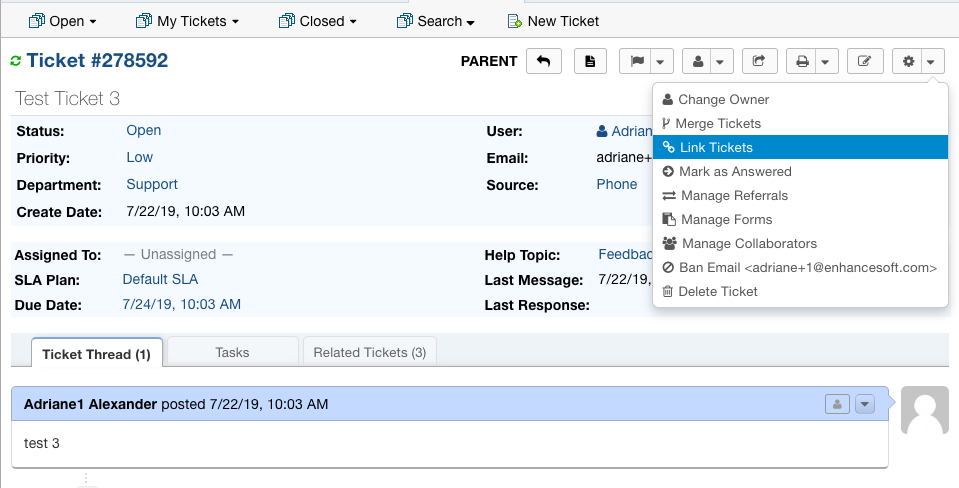 Open My Tickets Closed Search New Ticket
Ticket #278592 PARENT
Test Ticket 3
Change Owner
Merge Tickets
Link Tickets
Mark as Answered
Manage Referrals
Manage Forms
Manage Collaborators
Ban Email <adriane+1@enhancesoft.com>
Delete Ticket
Status: Open User: Adriane
Priority: Low Email: adriane+
Department: Support Source: Phone
Create Date: 7/22/19, 10:03 AM
Assigned To: — Unassigned — Help Topic: Feedbac
SLA Plan: Default SLA Last Message: 7/22/19,
Due Date: 7/24/19, 10:03 AM Last Response:
Ticket Thread (1) Tasks Related Tickets (3)
Adriane1 Alexander posted 7/22/19, 10:03 AM
test 3